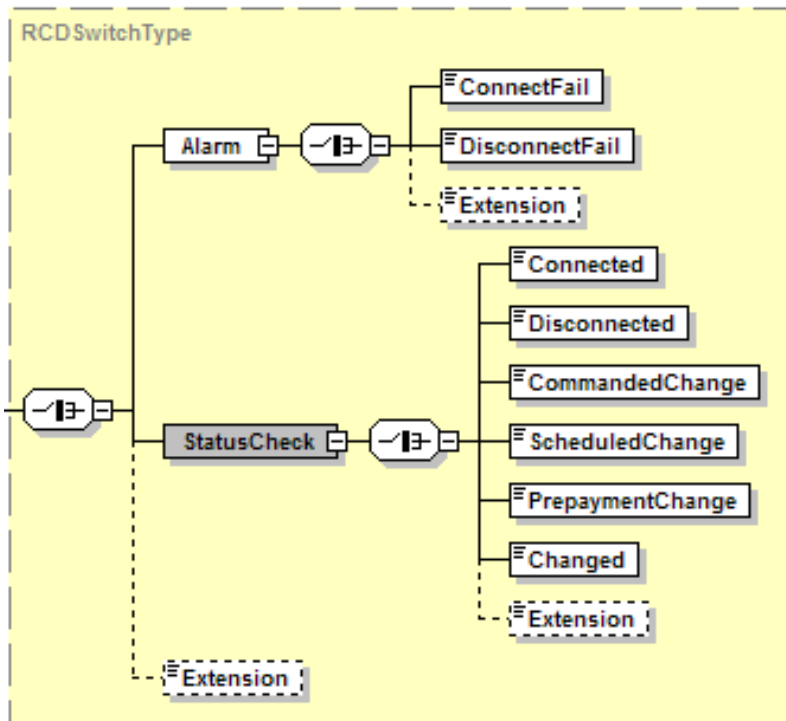 RCDSwitchType
Alarm
ConnectFail
DisconnectFail
Extension
StatusCheck
Connected
Disconnected
CommandedChange
ScheduledChange
PrepaymentChange
Changed
Extension
Extension